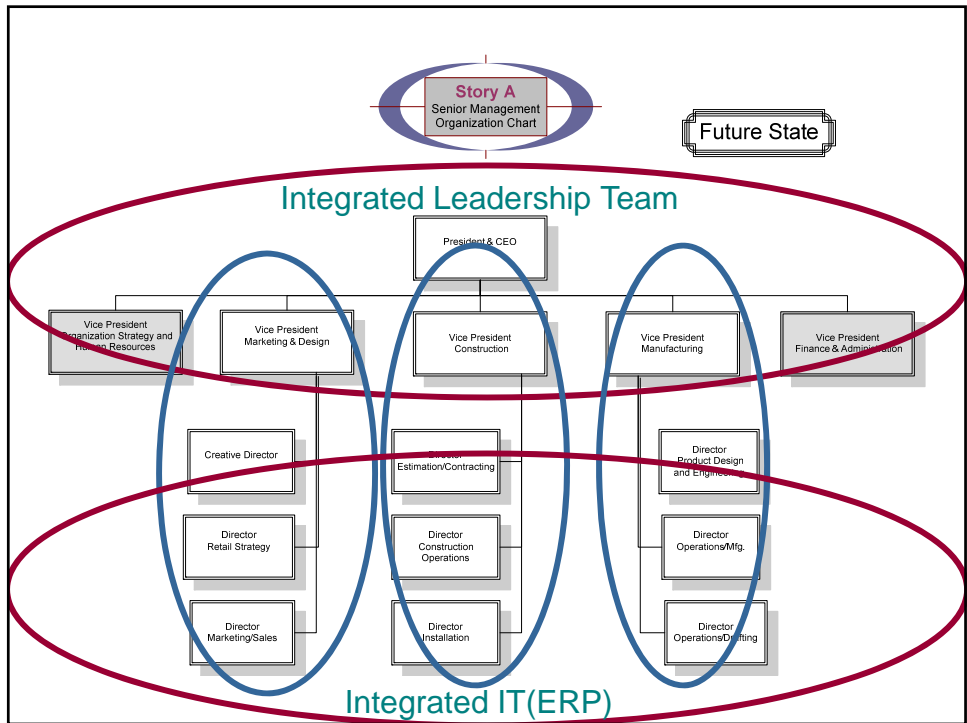 Story A
Senior Management
Organization Chart
Future State
Integrated Leadership Team
President & CEO
Vice President
Organization Strategy and
Human Resources
Vice President
Marketing & Design
Vice President
Construction
Vice President
Manufacturing
Vice President
Finance & Administration
Creative Director
Director
Estimation/Contracting
Director
Product Design
and Engineering
Director
Retail Strategy
Director
Construction
Operations
Director
Operations/Mfg.
Director
Marketing/Sales
Director
Installation
Director
Operations/Drafting
Integrated IT(ERP)